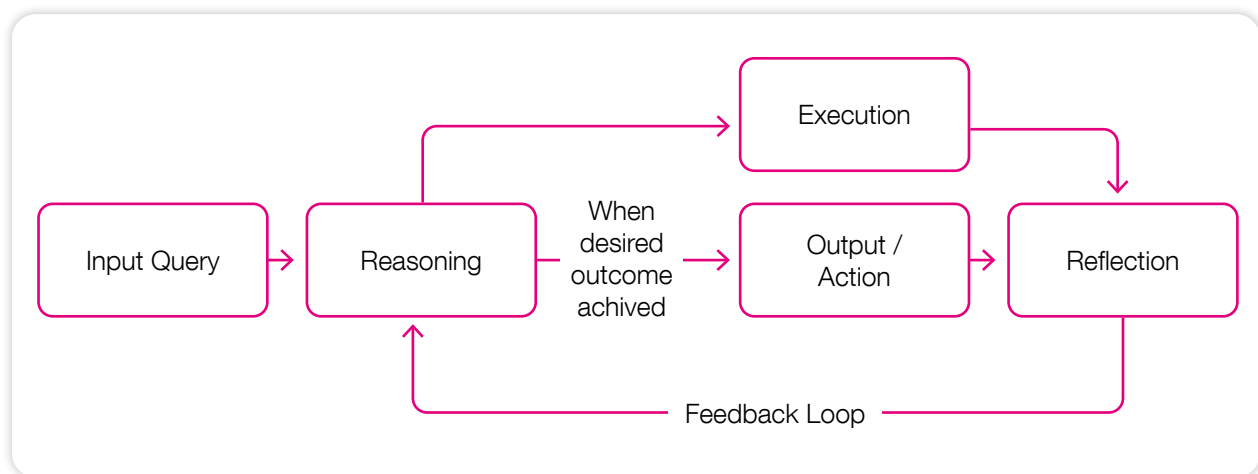 Execution
Input Query
Reasoning
When
desired
outcome
achived
Output /
Action
Reflection
Feedback Loop